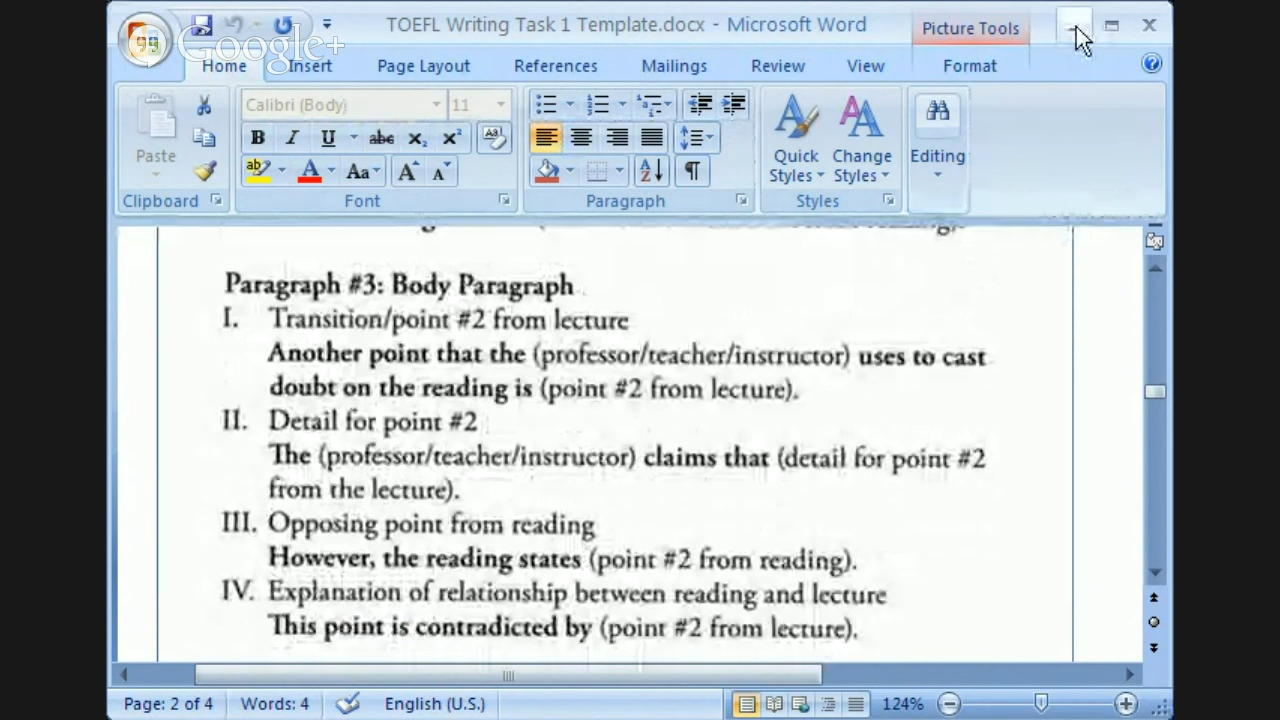 TOEFL Writing Task 1 Template.docx - Microsoft Word
Picture Tools
Google+
Home Insert Page Layout References Mailings Review View Format
Paste
Calibri (Body) 11
B I U abc x₂ x²
ab A Aa A A
Quick Styles
Change Styles
Editing
Clipboard Font Paragraph Styles
Paragraph #3: Body Paragraph
I. Transition/point #2 from lecture
Another point that the (professor/teacher/instructor) uses to cast
doubt on the reading is (point #2 from lecture).
II. Detail for point #2
The (professor/teacher/instructor) claims that (detail for point #2
from the lecture).
III. Opposing point from reading
However, the reading states (point #2 from reading).
IV. Explanation of relationship between reading and lecture
This point is contradicted by (point #2 from lecture).
Page: 2 of 4 Words: 4 English (U.S.) 124%